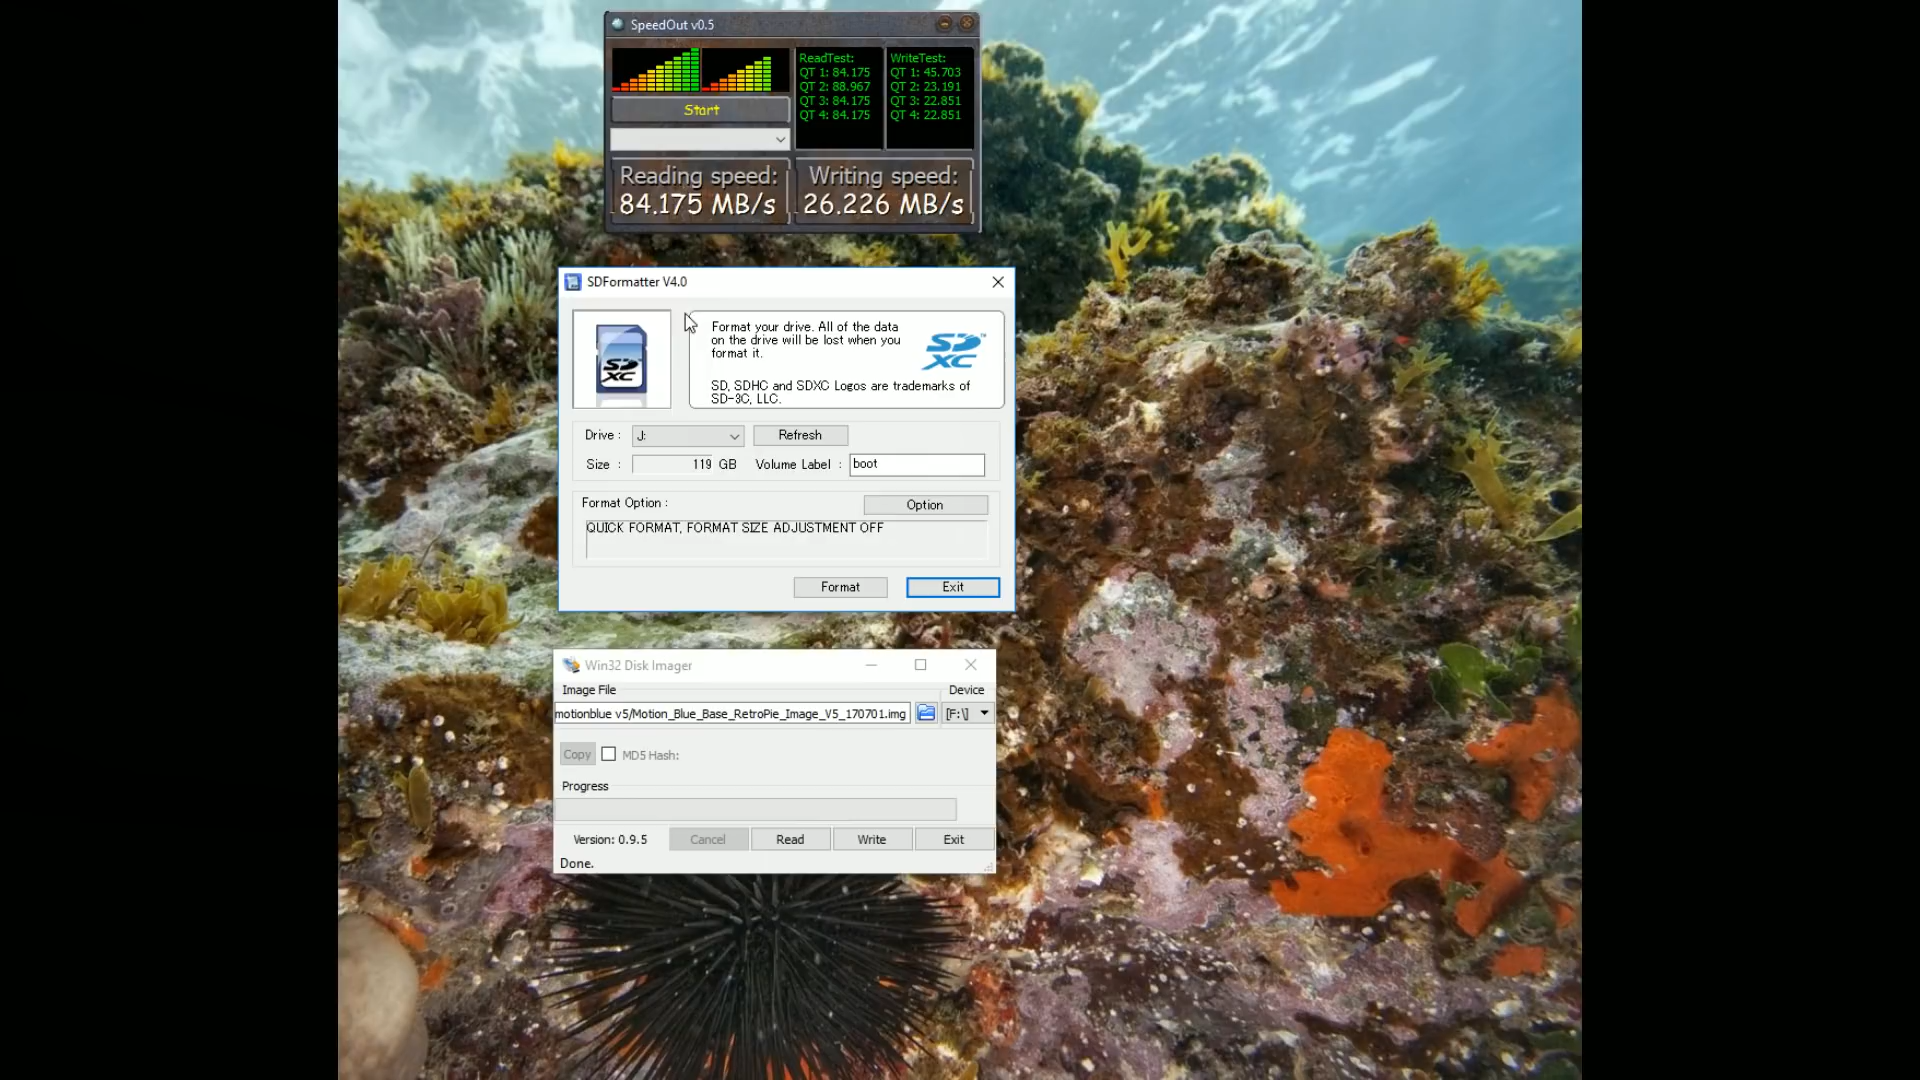 SpeedOut v0.5
Start
ReadTest:
QT 1: 84.175
QT 2: 88.967
QT 3: 84.175
QT 4: 84.175
WriteTest:
QT 1: 45.703
QT 2: 23.191
QT 3: 22.851
QT 4: 22.851
Reading speed:
84.175 MB/s
Writing speed:
26.226 MB/s
SDFormatter V4.0
SD
XC
Format your drive. All of the data
on the drive will be lost when you
format it.
SD, SDHC and SDXC Logos are trademarks of
SD-3C, LLC.
SD™
XC
Drive : J: Refresh
Size : 119 GB Volume Label : boot
Format Option :
Option
QUICK FORMAT, FORMAT SIZE ADJUSTMENT OFF
Format Exit
Win32 Disk Imager
Image File Device
motionblue v5/Motion_Blue_Base_RetroPie_Image_V5_170701.img [F:\]
Copy MD5 Hash:
Progress
Version: 0.9.5 Cancel Read Write Exit
Done.